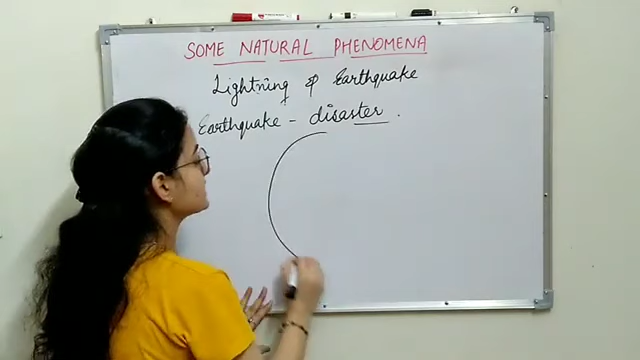 SOME NATURAL PHENOMENA
Lightning & Earthquake
Earthquake - disaster .